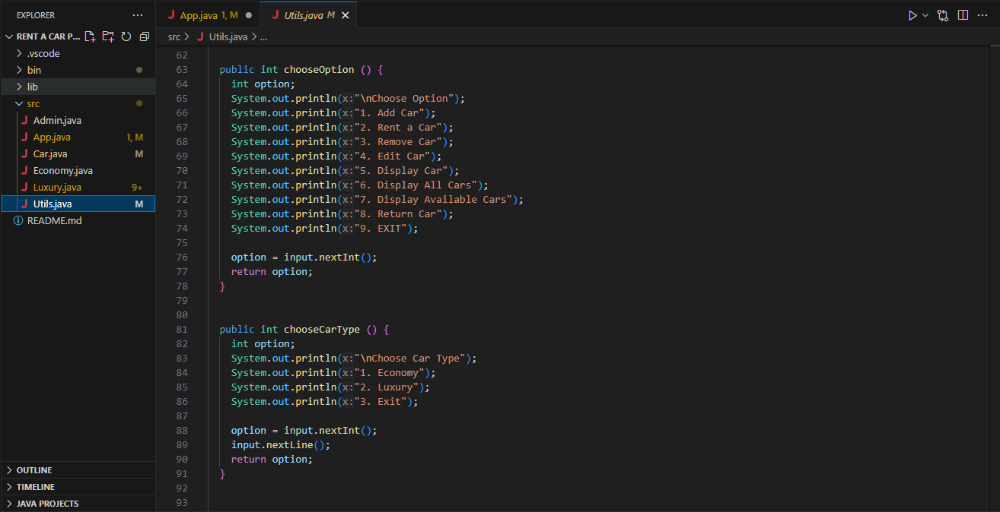 EXPLORER
RENT A CAR P...
.vscode
bin
lib
src
Admin.java
App.java 1, M
Car.java M
Economy.java
Luxury.java 9+
Utils.java M
README.md
OUTLINE
TIMELINE
JAVA PROJECTS
App.java 1, M
Utils.java M
src > Utils.java > ...
62
63 public int chooseOption () {
64 int option;
65 System.out.println(x:"\nChoose Option");
66 System.out.println(x:"1. Add Car");
67 System.out.println(x:"2. Rent a Car");
68 System.out.println(x:"3. Remove Car");
69 System.out.println(x:"4. Edit Car");
70 System.out.println(x:"5. Display Car");
71 System.out.println(x:"6. Display All Cars");
72 System.out.println(x:"7. Display Available Cars");
73 System.out.println(x:"8. Return Car");
74 System.out.println(x:"9. EXIT");
75
76 option = input.nextInt();
77 return option;
78 }
79
80
81 public int chooseCarType () {
82 int option;
83 System.out.println(x:"\nChoose Car Type");
84 System.out.println(x:"1. Economy");
85 System.out.println(x:"2. Luxury");
86 System.out.println(x:"3. Exit");
87
88 option = input.nextInt();
89 input.nextLine();
90 return option;
91 }
92
93